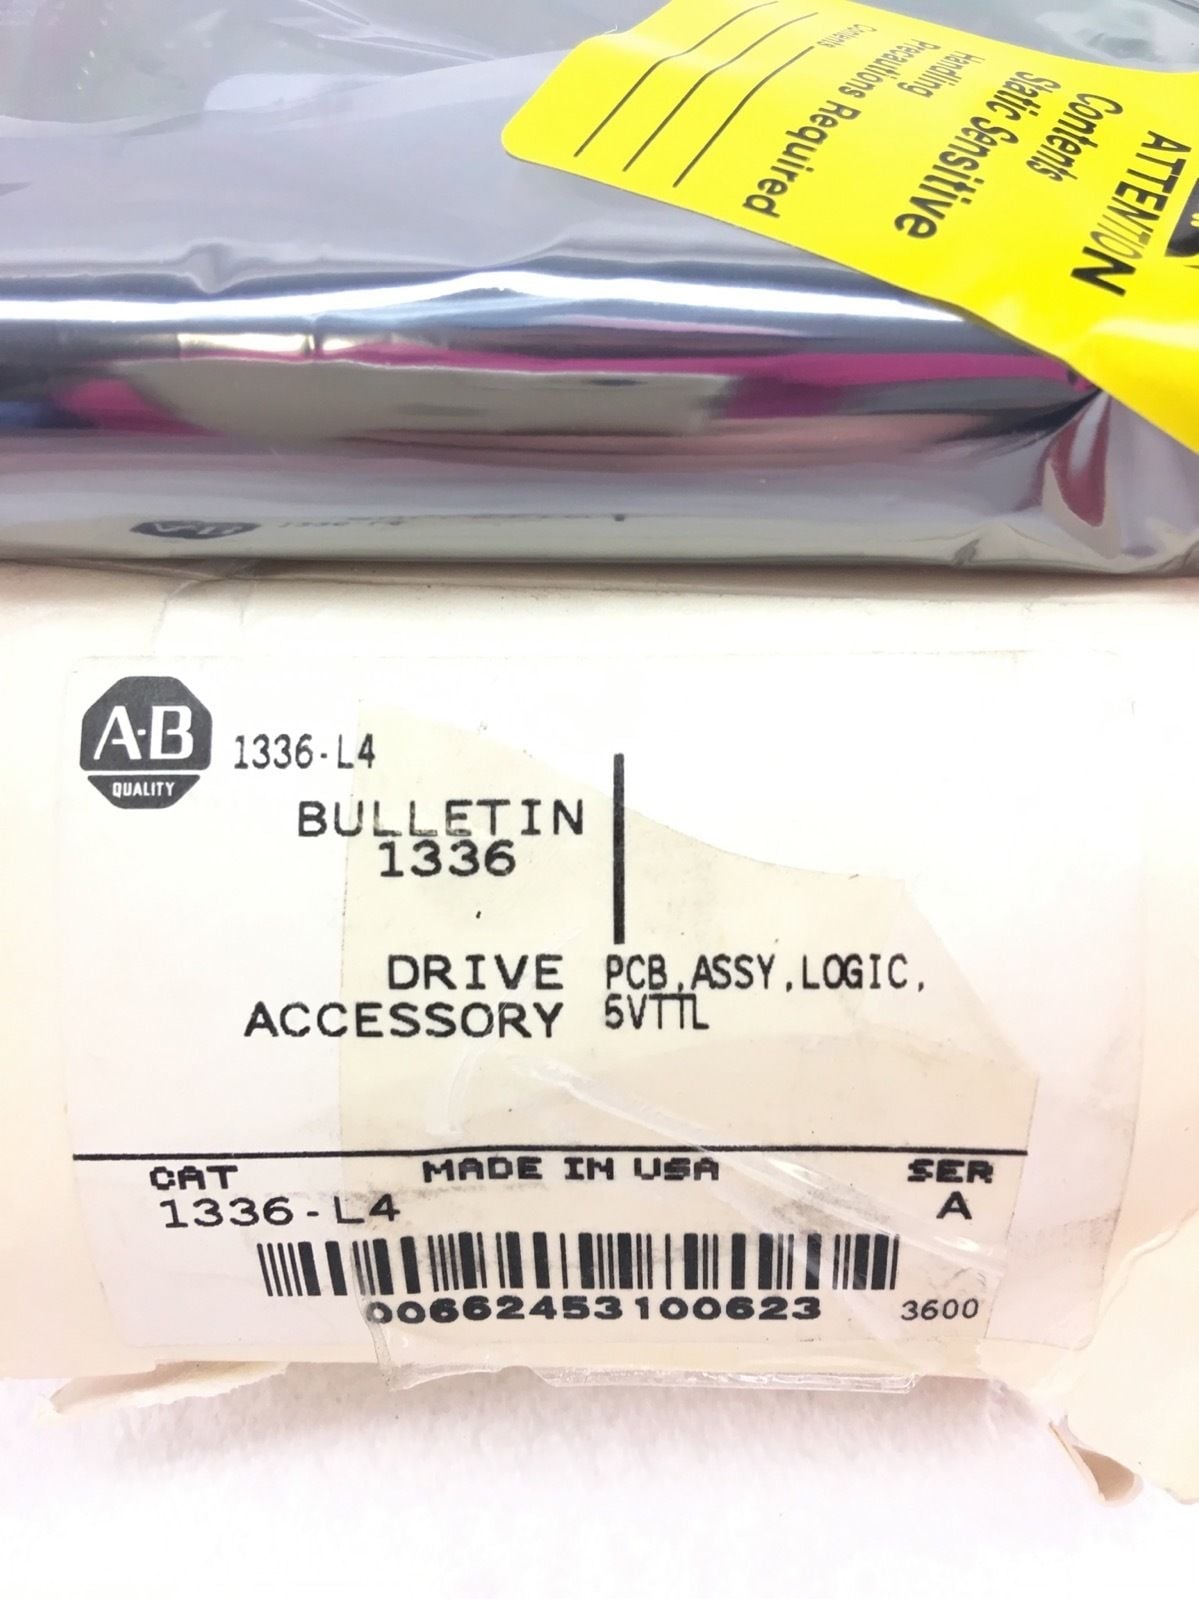 ATTENTION
Contents
Static Sensitive
Handling
Precautions Required
Contents
A-B
QUALITY
1336-L4
BULLETIN
1336
DRIVE
ACCESSORY
PCB,ASSY,LOGIC,
5VTTL
CAT
MADE IN USA
SER
1336-L4
A
00662453100623
3600